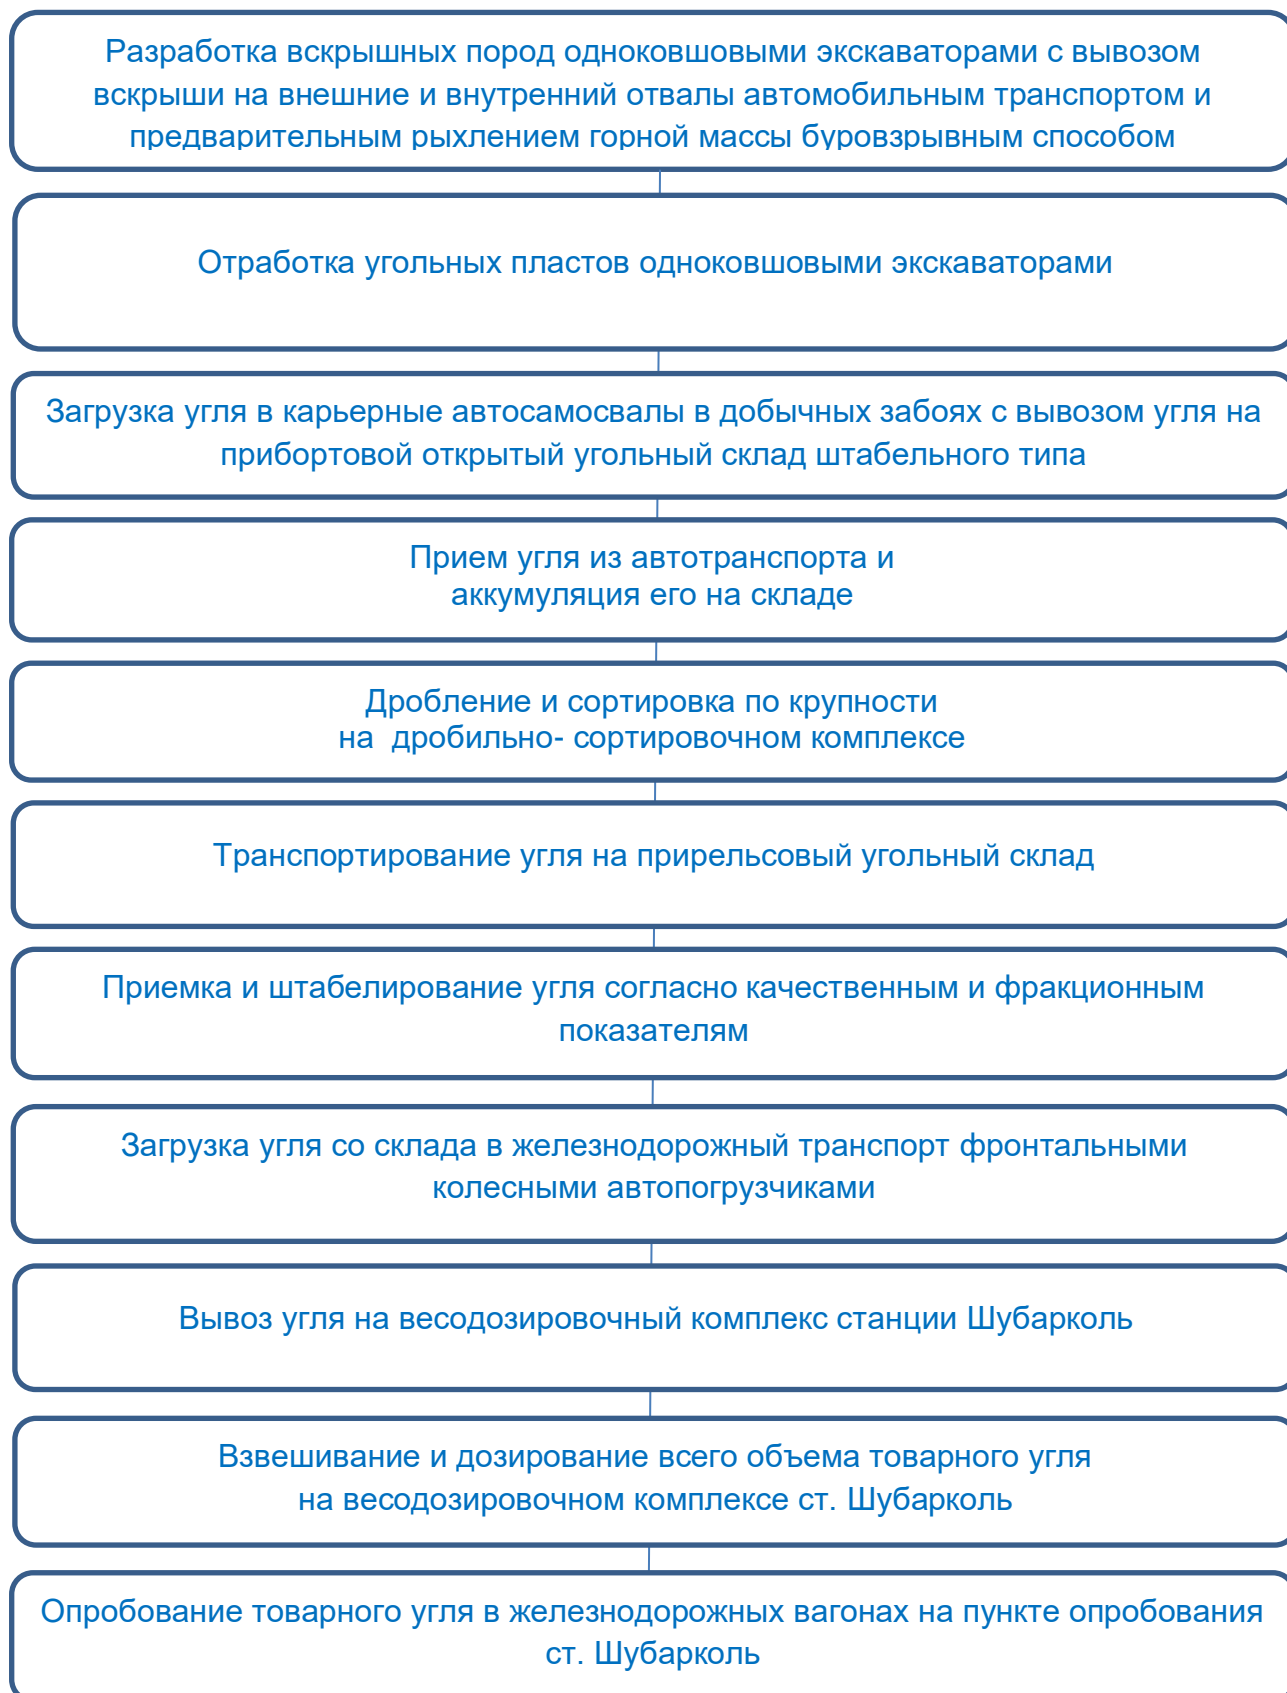 Разработка вскрышных пород одноковшовыми экскаваторами с вывозом
вскрыши на внешние и внутренний отвалы автомобильным транспортом и
предварительным рыхлением горной массы буровзрывным способом
Отработка угольных пластов одноковшовыми экскаваторами
Загрузка угля в карьерные автосамосвалы в добычных забоях с вывозом угля на
прибортовой открытый угольный склад штабельного типа
Прием угля из автотранспорта и
аккумуляция его на складе
Дробление и сортировка по крупности
на  дробильно- сортировочном комплексе
Транспортирование угля на прирельсовый угольный склад
Приемка и штабелирование угля согласно качественным и фракционным
показателям
Загрузка угля со склада в железнодорожный транспорт фронтальными
колесными автопогрузчиками
Вывоз угля на весодозировочный комплекс станции Шубарколь
Взвешивание и дозирование всего объема товарного угля
на весодозировочном комплексе ст. Шубарколь
Опробование товарного угля в железнодорожных вагонах на пункте опробования
ст. Шубарколь